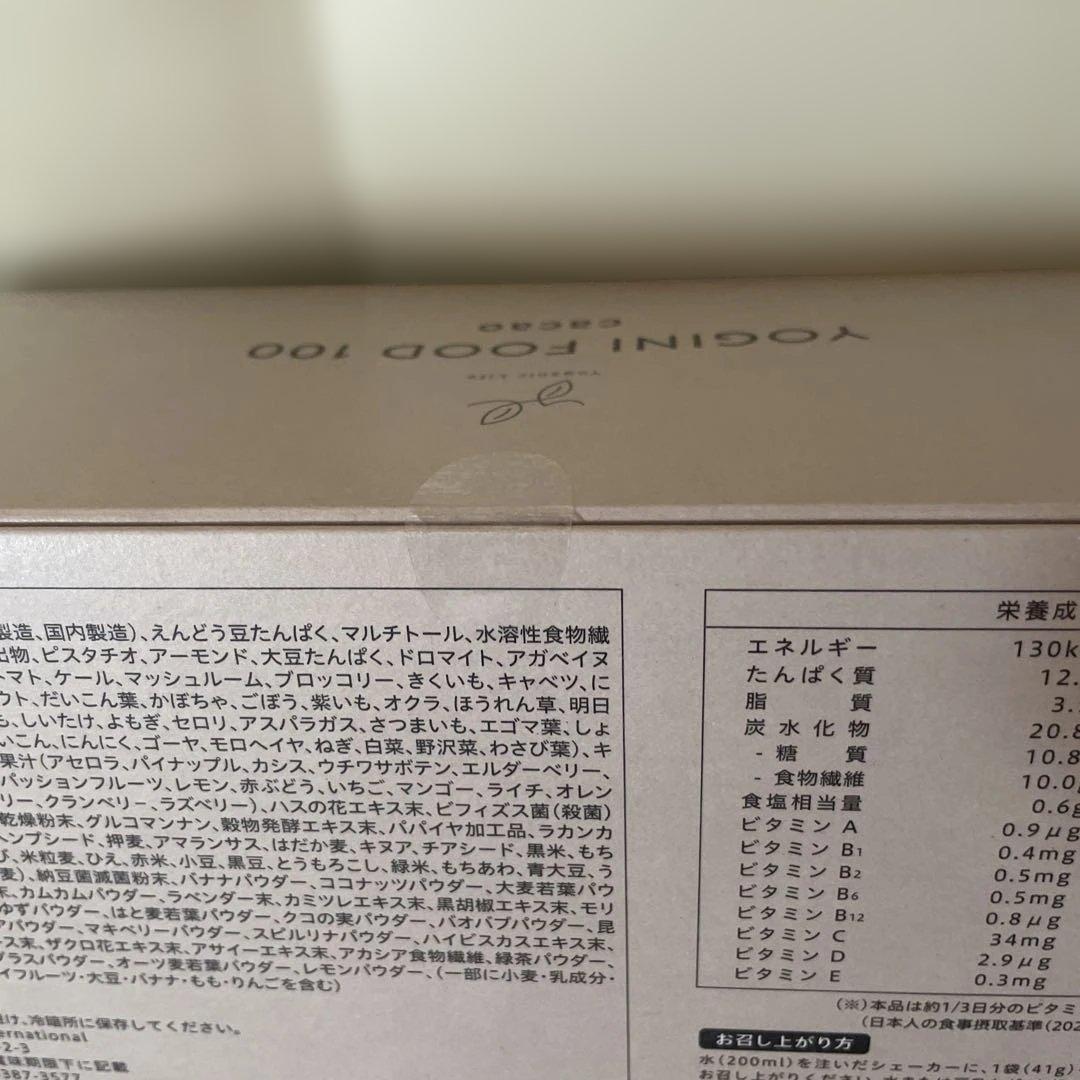 YOGINI FOOD 100
cacao
製造、国内製造)、えんどう豆たんぱく、マルチトール、水溶性食物繊
出物、ピスタチオ、アーモンド、大豆たんぱく、ドロマイト、アガベイヌ
トマト、ケール、マッシュルーム、ブロッコリー、きくいも、キャベツ、に
ウト、だいこん葉、かぼちゃ、ごぼう、紫いも、オクラ、ほうれん草、明日
も、しいたけ、よもぎ、セロリ、アスパラガス、さつまいも、エゴマ葉、しょ
いこん、にんにく、ゴーヤ、モロヘイヤ、ねぎ、白菜、野沢菜、わさび葉)、キ
果汁(アセロラ、パイナップル、カシス、ウチワサボテン、エルダーベリー、
パッションフルーツ、レモン、赤ぶどう、いちご、マンゴー、ライチ、オレン
リー、クランベリー、ラズベリー)、ハスの花エキス末、ビフィズス菌(殺菌)
乾燥粉末、グルコマンナン、穀物発酵エキス末、パパイヤ加工品、ラカンカ
ヘンプシード、押麦、アマランサス、はだか麦、キヌア、チアシード、黒米、もち
び、米粒麦、ひえ、赤米、小豆、黒豆、とうもろこし、緑米、もちあわ、青大豆、う
麦)、納豆菌滅菌粉末、バナナパウダー、ココナッツパウダー、大麦若葉パウ
末、カムカムパウダー、ラベンダー末、カミツレエキス末、黒胡椒エキス末、モリ
ゆずパウダー、はと麦若葉パウダー、クコの実パウダー、バオバブパウダー、昆
アパウダー、マキベリーパウダー、スピルリナパウダー、ハイビスカスエキス末、
ース末、ザクロ花エキス末、アサイーエキス末、アカシア食物繊維、緑茶パウダー、
グラスパウダー、オーツ麦若葉パウダー、レモンパウダー、(一部に小麦・乳成分・
イフルーツ・大豆・バナナ・もも・りんごを含む)
避け、冷暗所に保存してください。
ernational
-2-3
賞味期限下に記載
387-3577
栄養成
エネルギー 130k
たんぱく質 12.
脂 質 3.
炭水化物 20.8
- 糖 質 10.8
- 食物繊維 10.0g
食塩相当量 0.6g
ビタミン A 0.9μg
ビタミン B1 0.4mg
ビタミン B2 0.5mg
ビタミン B6 0.5mg
ビタミン B12 0.8μg
ビタミン C 34mg
ビタミン D 2.9μg
ビタミン E 0.3mg
(※)本品は約1/3日分のビタミ
(日本人の食事摂取基準(202
お召し上がり方
水(200ml)を注いだシェーカーに、1袋(41g)